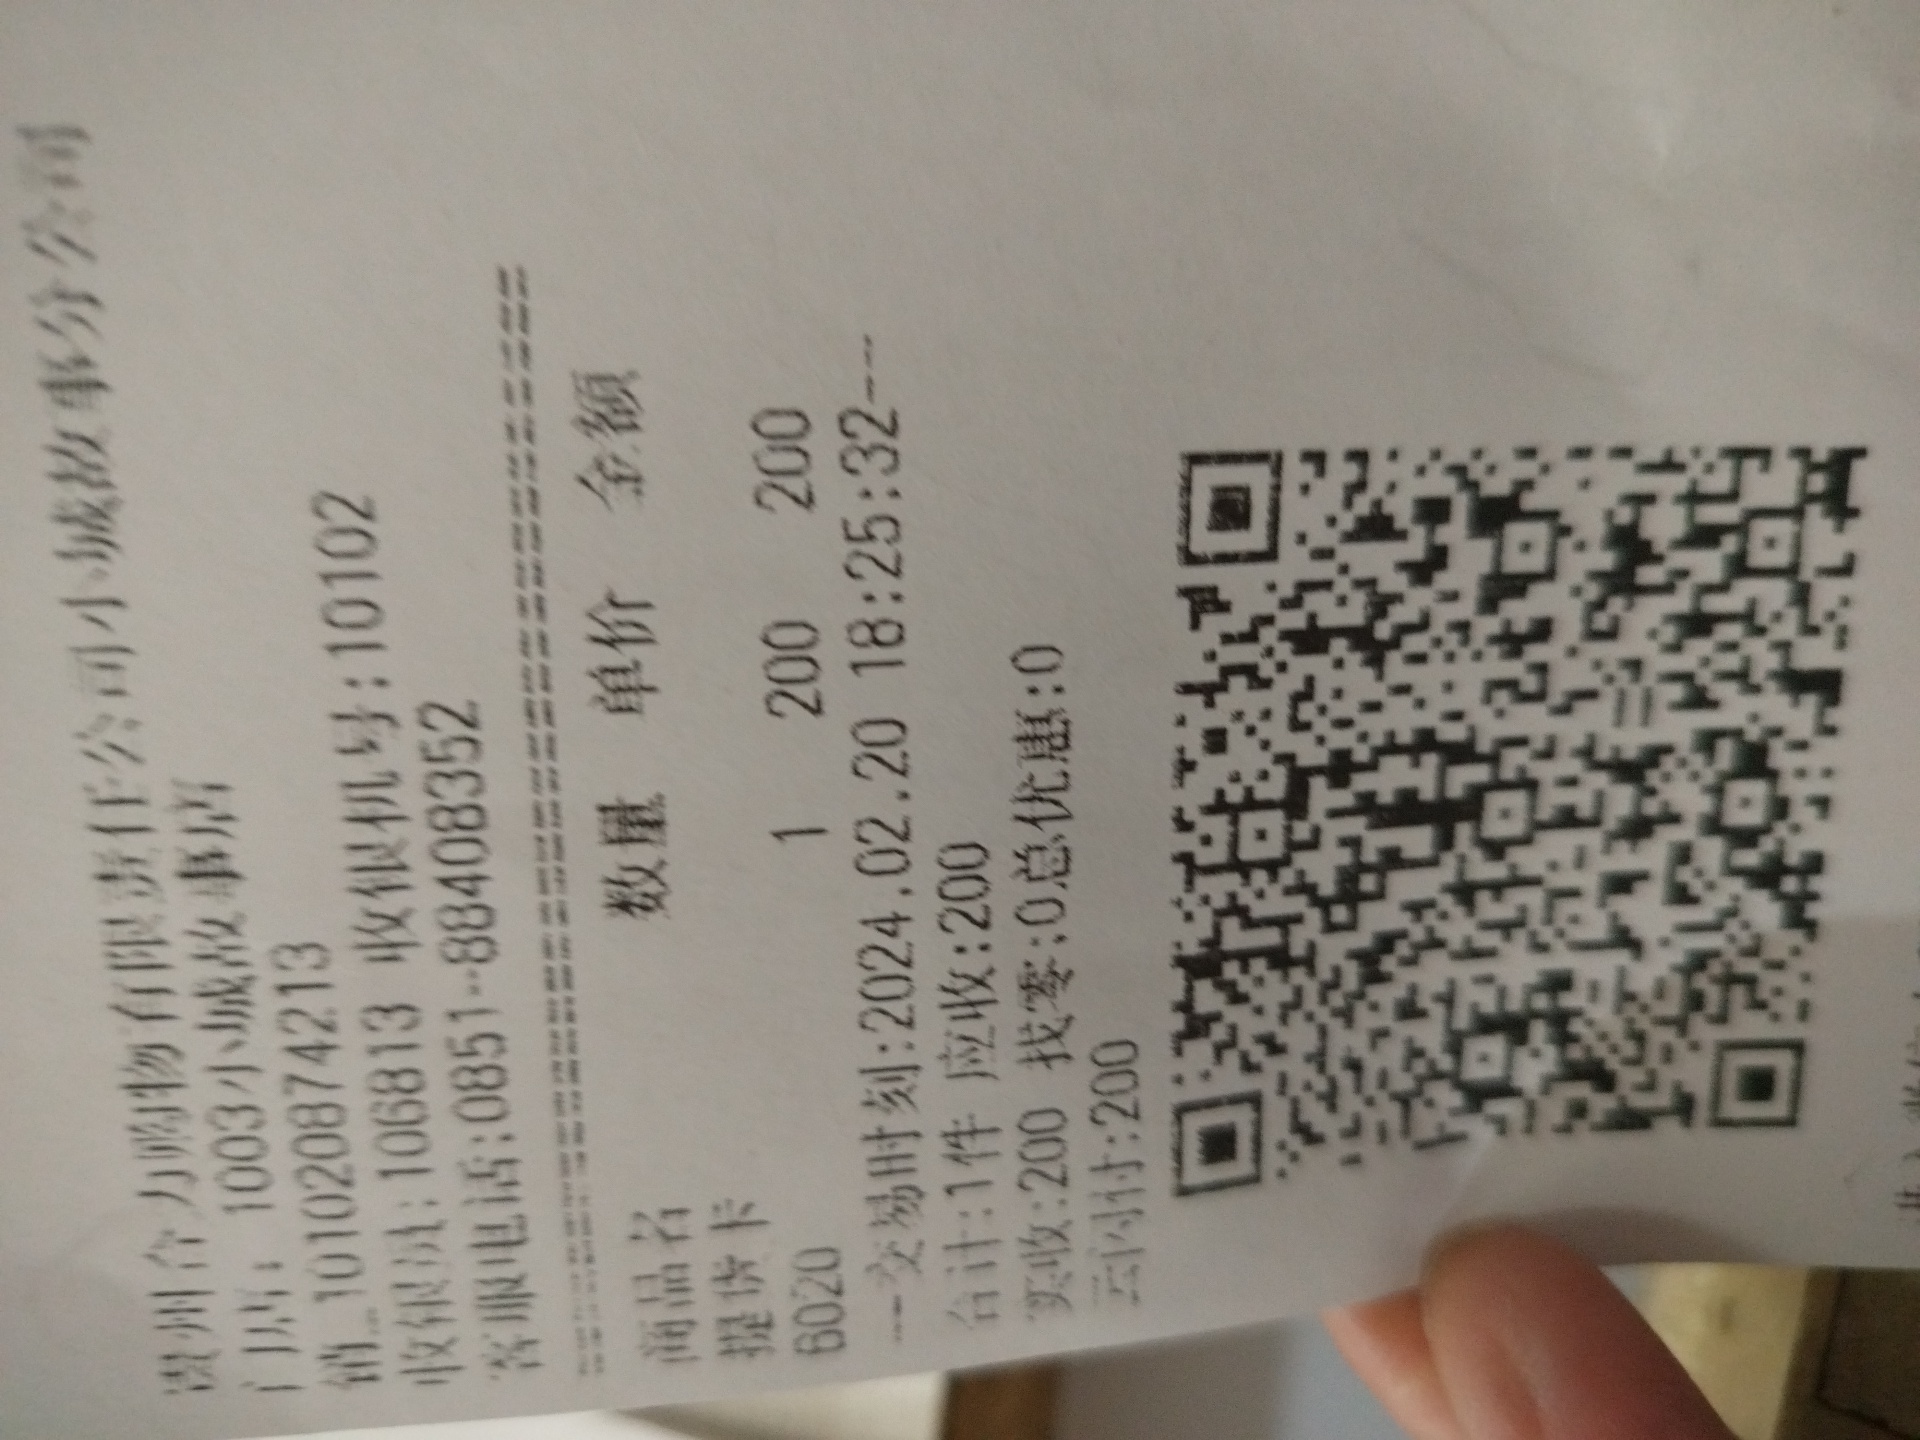 贵州合力购物有限责任公司小城故事分公司
门店: 1003小城故事店
销_101020874213
收银员:106813 收银机号:10102
客服电话:0851-88408352
商品名 数量 单价 金额
提货卡
6020 1 200 200
---交易时刻:2024.02.20 18:25:32---
合计:1件 应收:200
实收:200 找零:0总优惠:0
云闪付:200